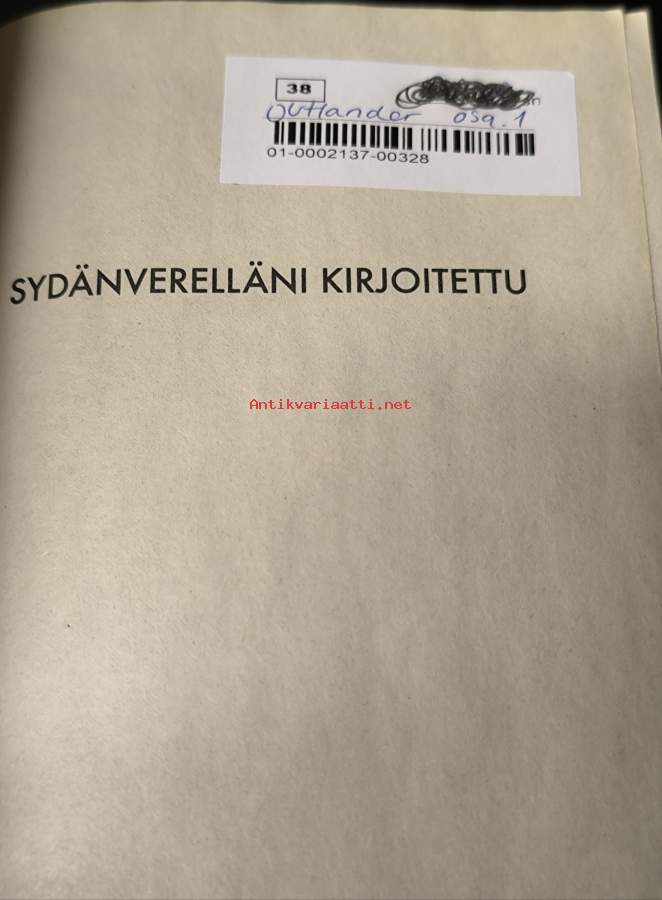 38
Outlander osa.1
01-0002137-00328
SYDÄNVERELLÄNI KIRJOITETTU
Antikvariaatti.net